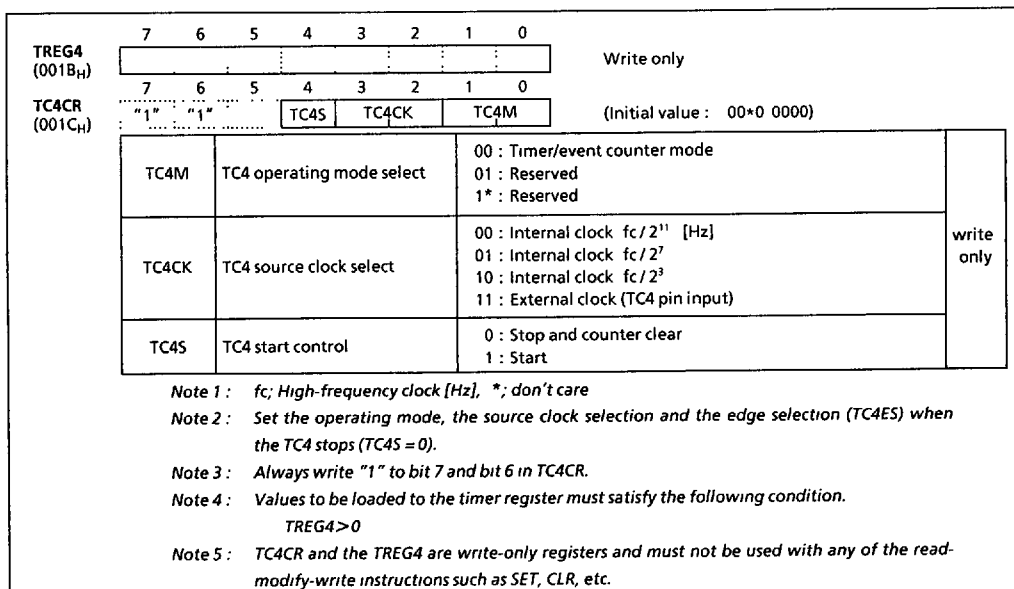 7 6 5 4 3 2 1 0
TREG4
(001BH) Write only
7 6 5 4 3 2 1 0
TC4CR "1" "1" TC4S TC4CK TC4M (Initial value : 00*0 0000)
(001CH)
TC4M TC4 operating mode select 00 : Timer/event counter mode
01 : Reserved
1* : Reserved
TC4CK TC4 source clock select 00 : Internal clock fc/2¹¹ [Hz]
01 : Internal clock fc/2⁷
10 : Internal clock fc/2³
11 : External clock (TC4 pin input)
write
only
TC4S TC4 start control 0 : Stop and counter clear
1 : Start
Note 1 : fc; High-frequency clock [Hz], *; don't care
Note 2 : Set the operating mode, the source clock selection and the edge selection (TC4ES) when
the TC4 stops (TC4S = 0).
Note 3 : Always write "1" to bit 7 and bit 6 in TC4CR.
Note 4 : Values to be loaded to the timer register must satisfy the following condition.
TREG4>0
Note 5 : TC4CR and the TREG4 are write-only registers and must not be used with any of the read-
modify-write instructions such as SET, CLR, etc.